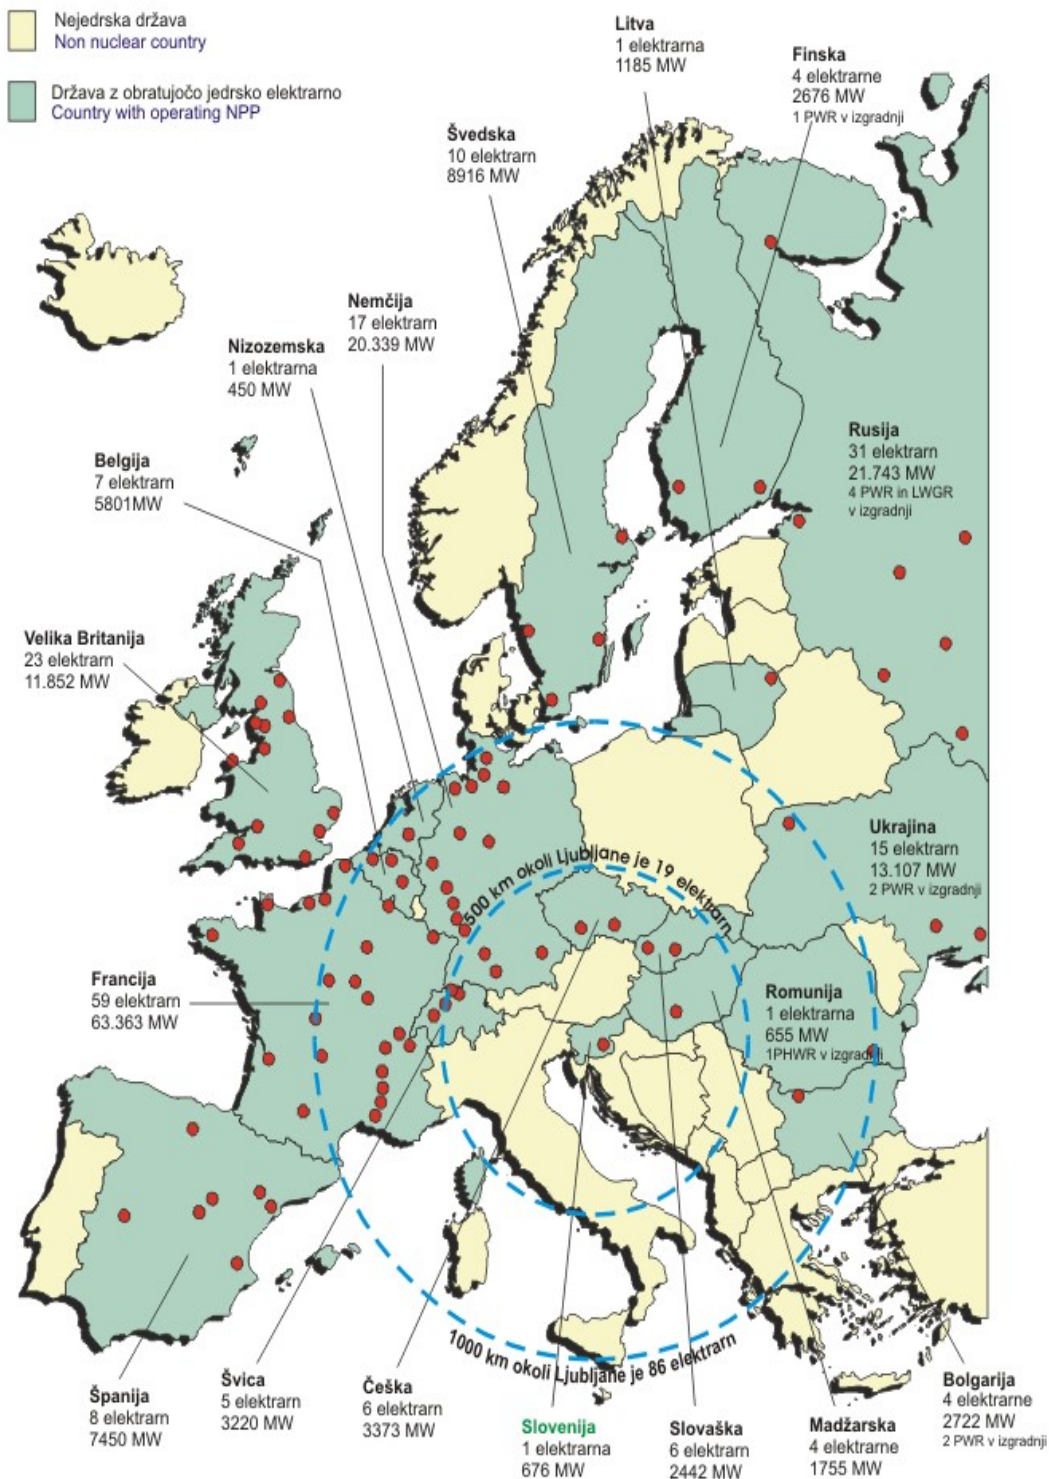 Nejedrska država
Non nuclear country
Država z obratujočo jedrsko elektrarno
Country with operating NPP
Litva
1 elektrarna
1185 MW
Finska
4 elektrarne
2676 MW
1 PWR v izgradnji
Švedska
10 elektrarn
8916 MW
Nemčija
17 elektrarn
20.339 MW
Nizozemska
1 elektrarna
450 MW
Belgija
7 elektrarn
5801MW
Rusija
31 elektrarn
21.743 MW
4 PWR in LWGR
v izgradnji
Velika Britanija
23 elektrarn
11.852 MW
Ukrajina
15 elektrarn
13.107 MW
2 PWR v izgradnji
500 km okoli Ljubljane je 19 elektrarn
Francija
59 elektrarn
63.363 MW
Romunija
1 elektrarna
655 MW
1PHWR v izgradnji
1000 km okoli Ljubljane je 86 elektrarn
Španija
8 elektrarn
7450 MW
Švica
5 elektrarn
3220 MW
Češka
6 elektrarn
3373 MW
Slovenija
1 elektrarna
676 MW
Slovaška
6 elektrarn
2442 MW
Madžarska
4 elektrarne
1755 MW
Bolgarija
4 elektrarne
2722 MW
2 PWR v izgradnji